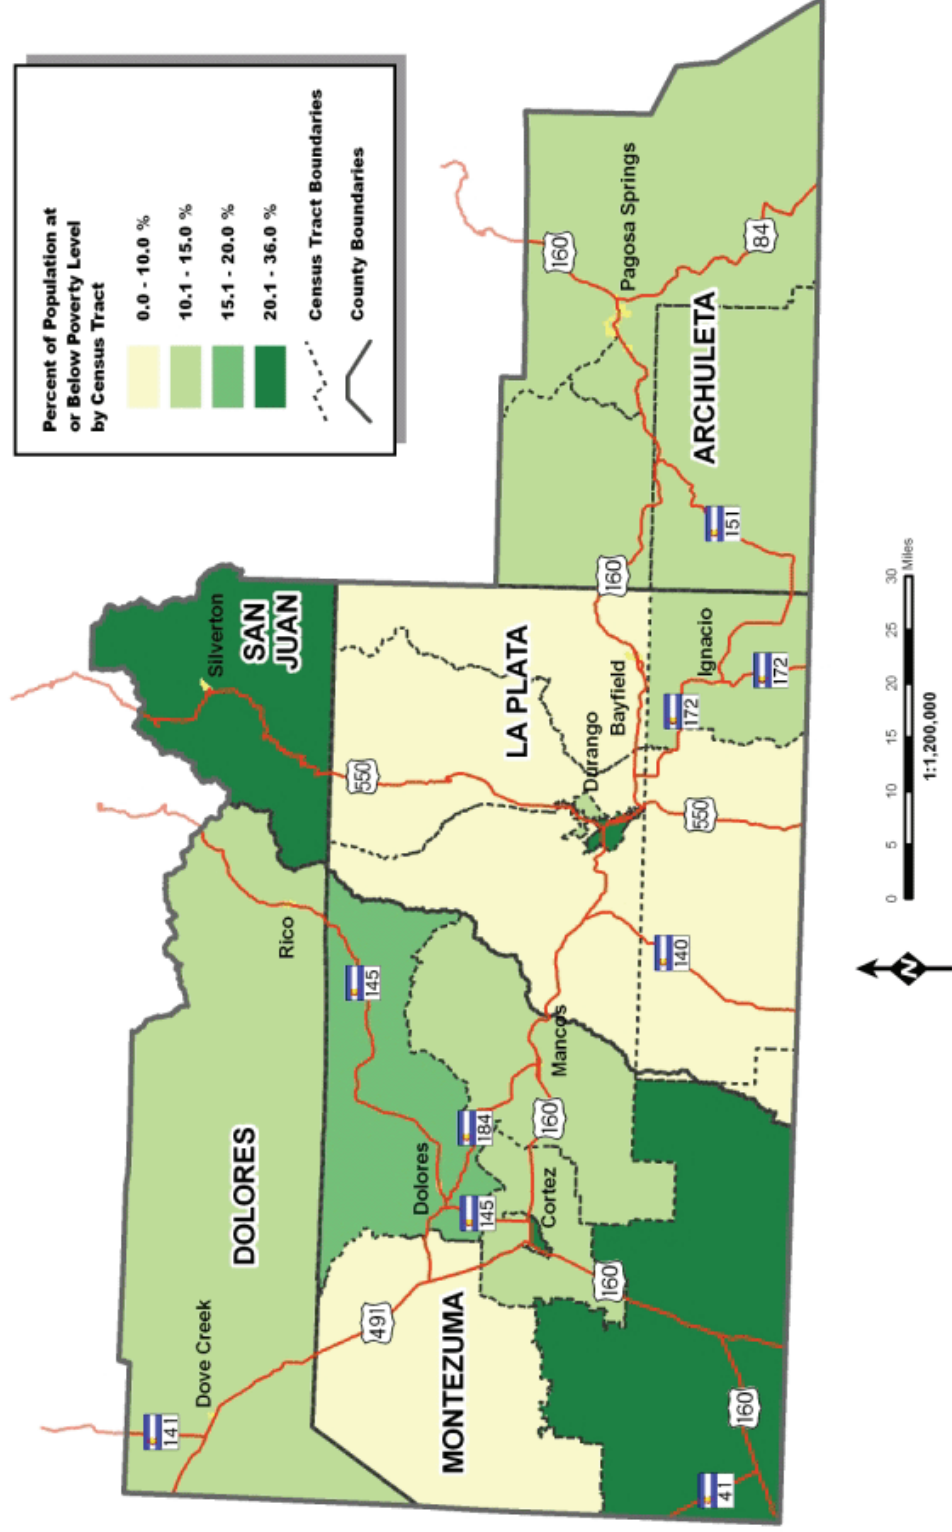 Percent of Population at
or Below Poverty Level
by Census Tract
0.0 - 10.0 %
10.1 - 15.0 %
15.1 - 20.0 %
20.1 - 36.0 %
Census Tract Boundaries
County Boundaries
141
Dove Creek
DOLORES
Rico
145
491
MONTEZUMA
Dolores
145
184
Cortez
160
Mancos
160
160
41
SAN
JUAN
Silverton
550
LA PLATA
Durango
Bayfield
160
140
550
172
Ignacio
172
151
ARCHULETA
160
Pagosa Springs
84
N
0 5 10 15 20 25 30 Miles
1:1,200,000